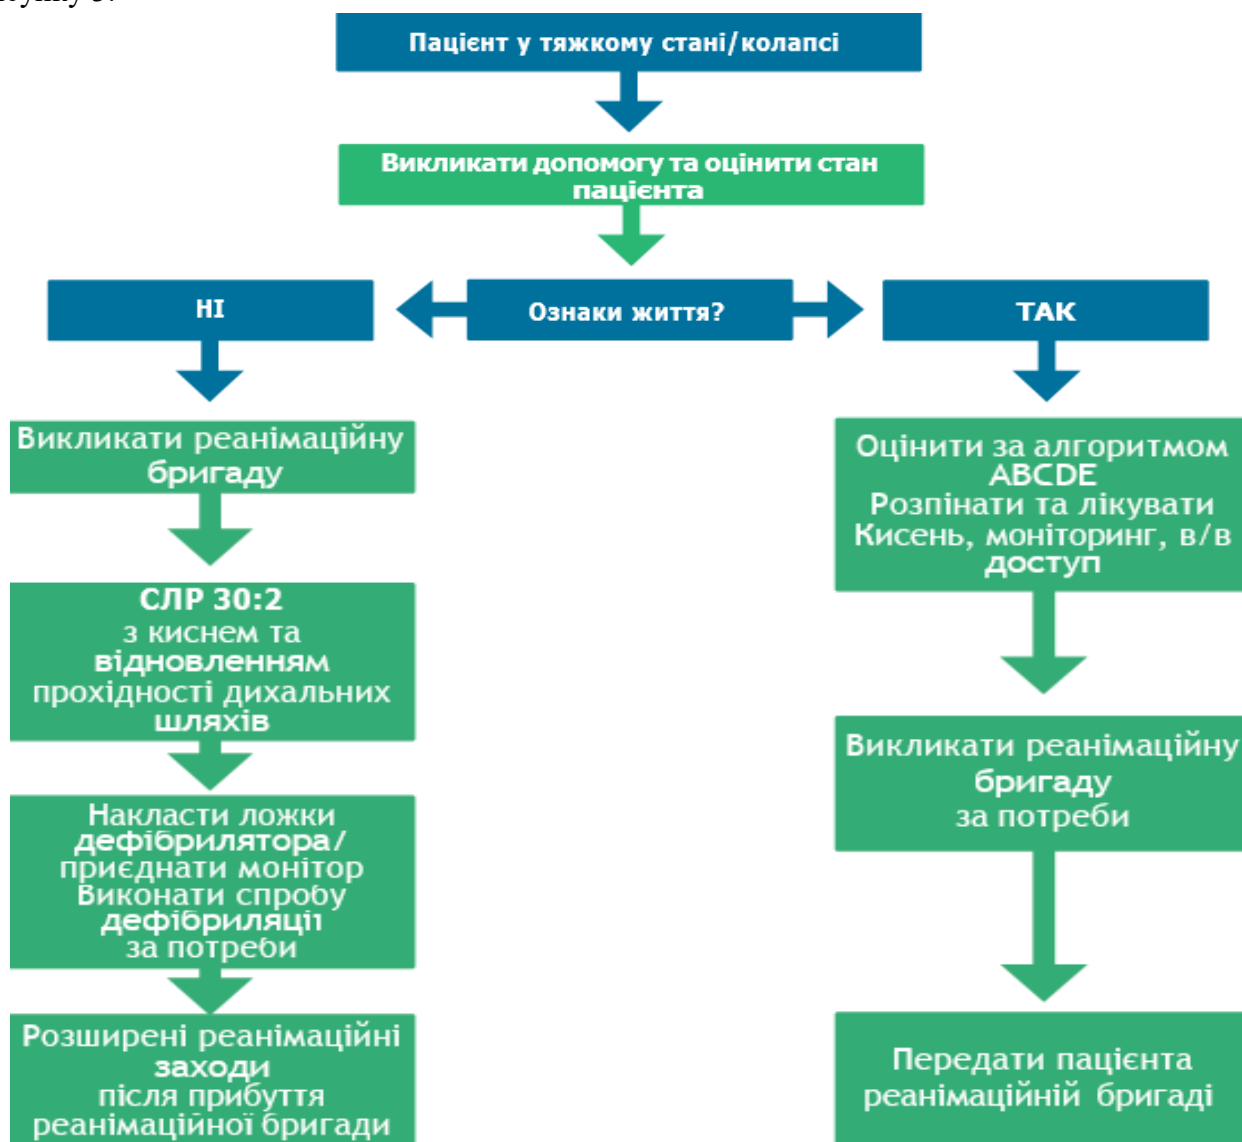 Пацієнт у тяжкому стані/колапсі
Викликати допомогу та оцінити стан
пацієнта
НІ
Ознаки життя?
ТАК
Викликати реанімаційну
бригаду
СЛР 30:2
з киснем та
відновленням
прохідності дихальних
шляхів
Накласти ложки
дефібрилятора/
приєднати монітор
Виконати спробу
дефібриляції
за потреби
Розширені реанімаційні
заходи
після прибуття
реанімаційної бригади
Оцінити за алгоритмом
ABCDE
Розпінати та лікувати
Кисень, моніторинг, в/в
доступ
Викликати реанімаційну
бригаду
за потреби
Передати пацієнта
реанімаційній бригаді